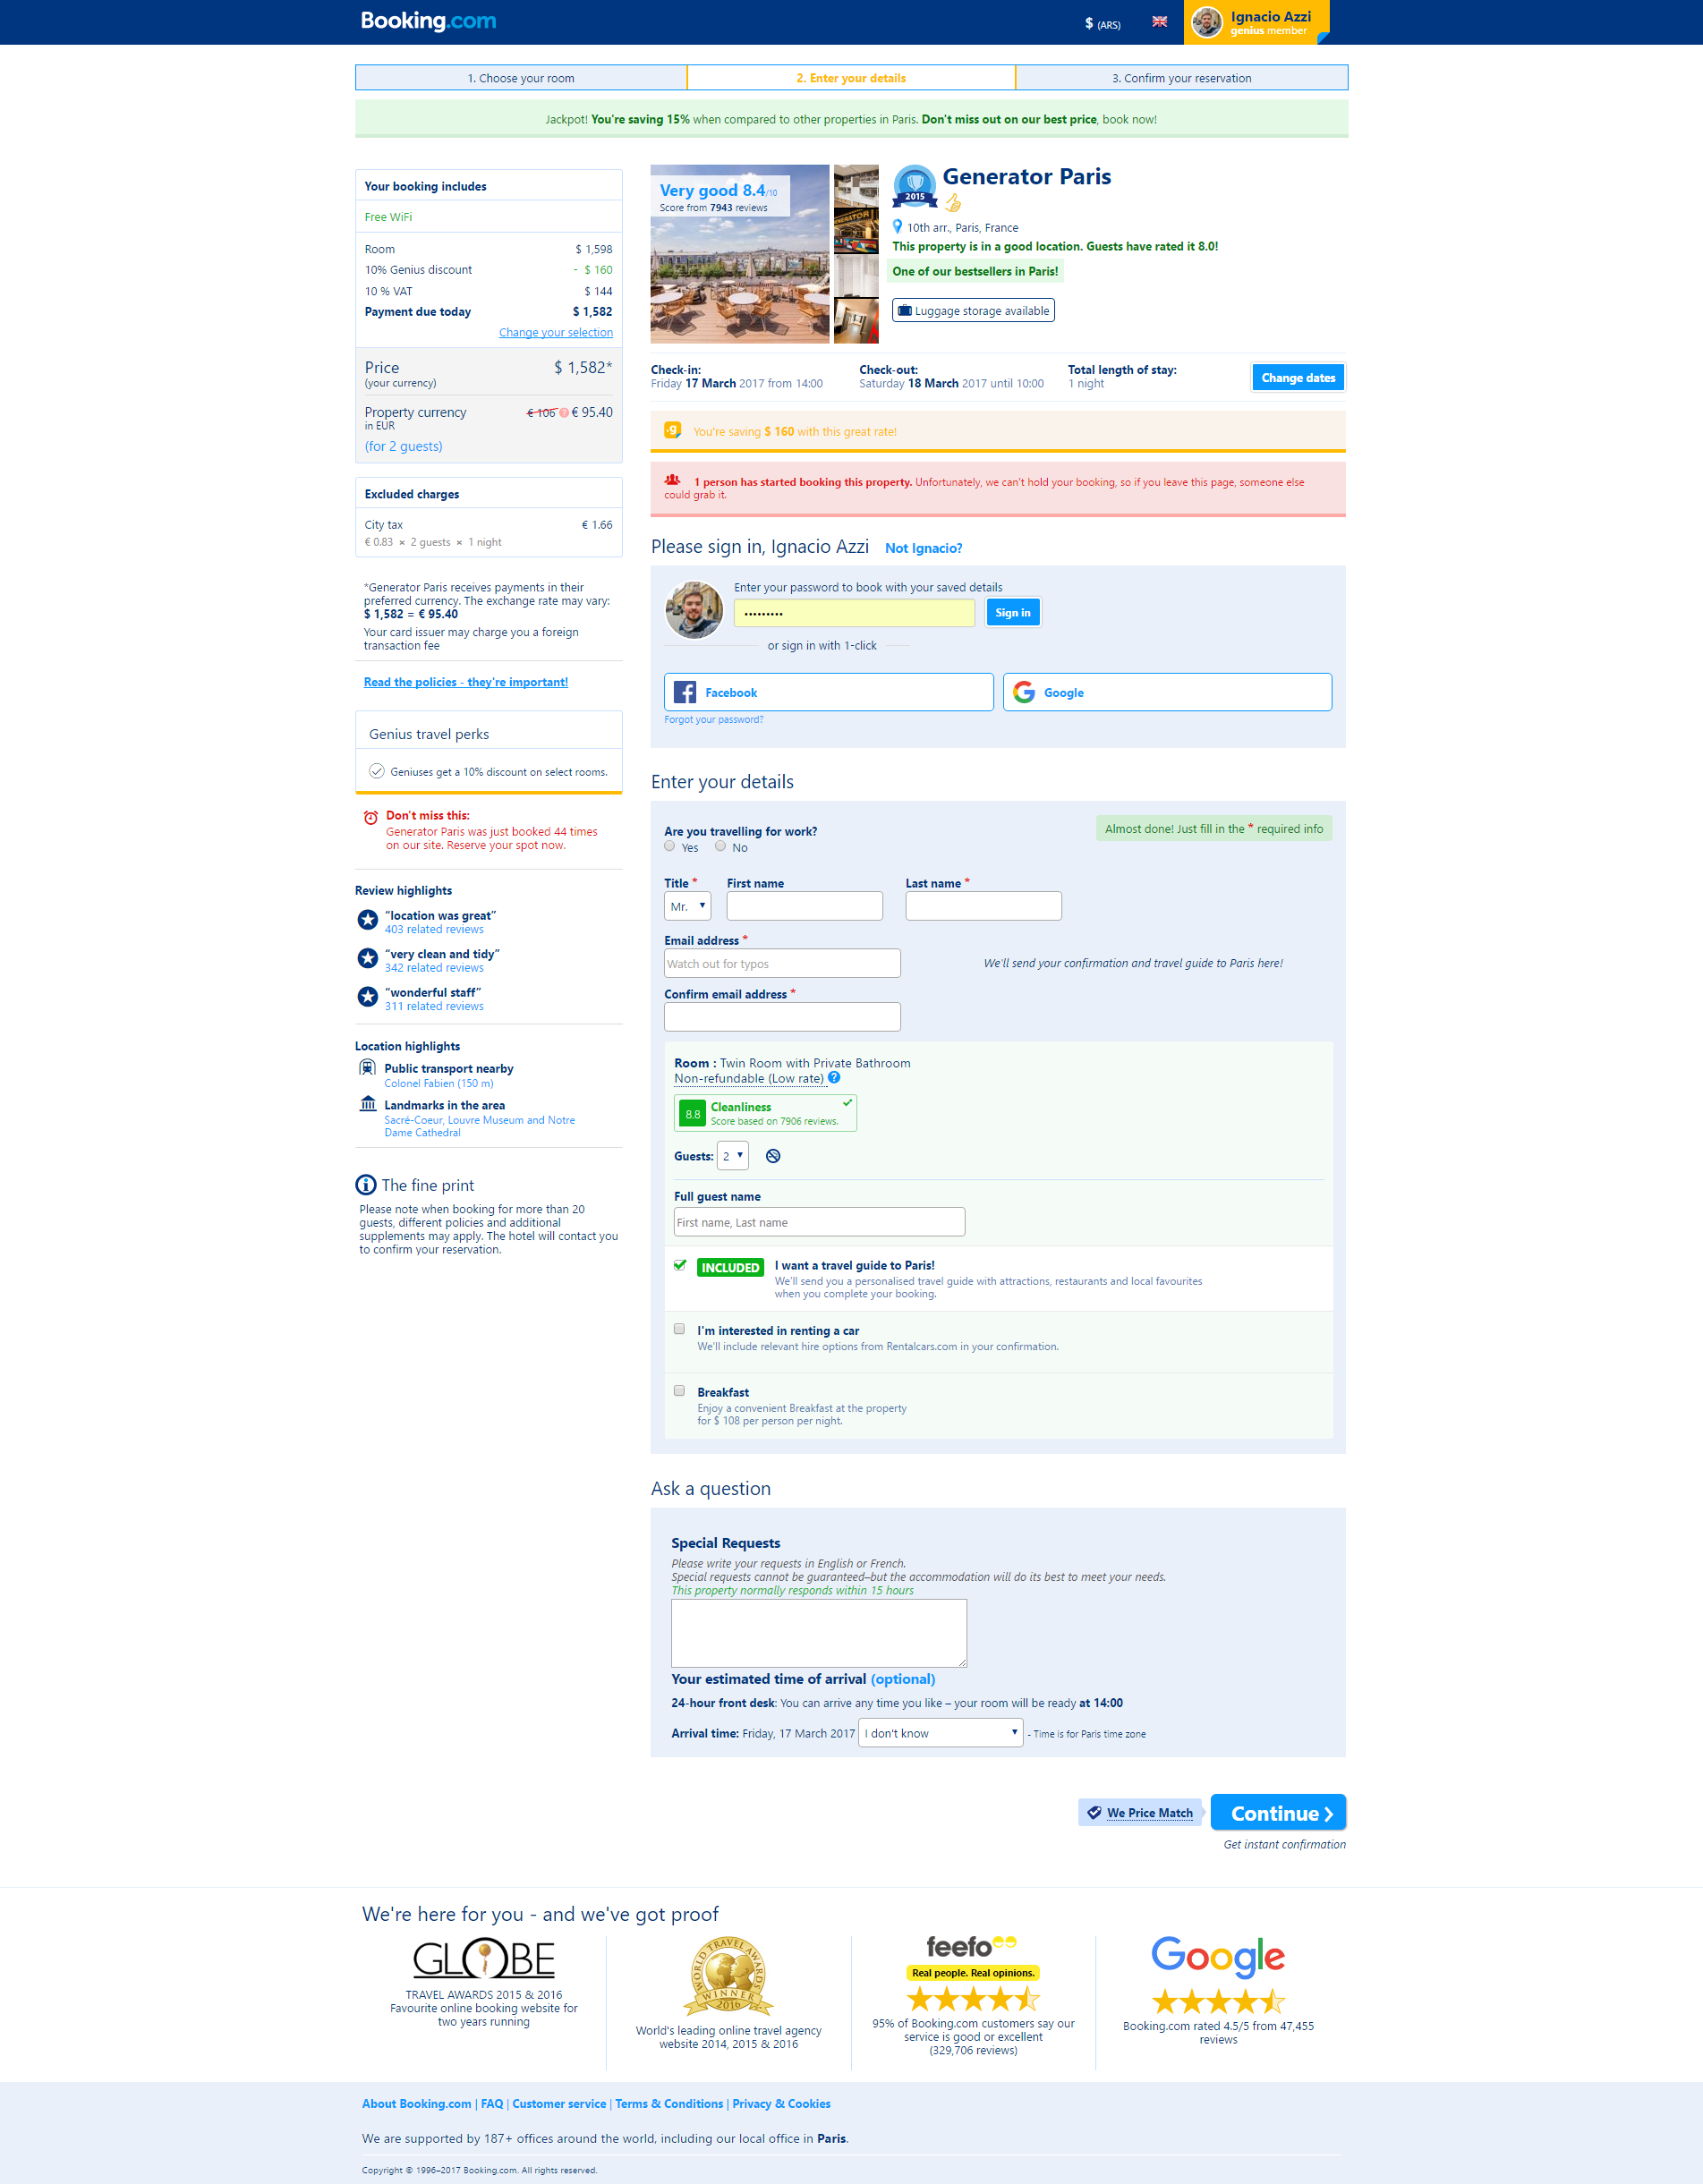 Booking.com
$ (ARS)
Ignacio Azzi
genius member
1. Choose your room
2. Enter your details
3. Confirm your reservation
Jackpot! You're saving 15% when compared to other properties in Paris. Don't miss out on our best price, book now!
Your booking includes
Free WiFi
Room $ 1,598
10% Genius discount - $ 160
10 % VAT $ 144
Payment due today $ 1,582
Change your selection
Price $ 1,582*
(your currency)
Property currency € 106 ? € 95.40
in EUR
(for 2 guests)
Excluded charges
City tax € 1.66
€ 0.83 × 2 guests × 1 night
*Generator Paris receives payments in their
preferred currency. The exchange rate may vary:
$ 1,582 = € 95.40
Your card issuer may charge you a foreign
transaction fee
Read the policies - they're important!
Genius travel perks
Geniuses get a 10% discount on select rooms.
Don't miss this:
Generator Paris was just booked 44 times
on our site. Reserve your spot now.
Review highlights
“location was great”
403 related reviews
“very clean and tidy”
342 related reviews
“wonderful staff”
311 related reviews
Location highlights
Public transport nearby
Colonel Fabien (150 m)
Landmarks in the area
Sacré-Coeur, Louvre Museum and Notre
Dame Cathedral
The fine print
Please note when booking for more than 20
guests, different policies and additional
supplements may apply. The hotel will contact you
to confirm your reservation.
Very good 8.4/10
Score from 7943 reviews
GENERATOR
2015
Generator Paris
10th arr., Paris, France
This property is in a good location. Guests have rated it 8.0!
One of our bestsellers in Paris!
Luggage storage available
Check-in:
Friday 17 March 2017 from 14:00
Check-out:
Saturday 18 March 2017 until 10:00
Total length of stay:
1 night
Change dates
.g You're saving $ 160 with this great rate!
1 person has started booking this property. Unfortunately, we can't hold your booking, so if you leave this page, someone else
could grab it.
Please sign in, Ignacio Azzi Not Ignacio?
Enter your password to book with your saved details
•••••••••
Sign in
or sign in with 1-click
Facebook
Google
Forgot your password?
Enter your details
Are you travelling for work?
Yes No
Almost done! Just fill in the * required info
Title * First name Last name *
Mr.
Email address *
Watch out for typos
We'll send your confirmation and travel guide to Paris here!
Confirm email address *
Room : Twin Room with Private Bathroom
Non-refundable (Low rate) ?
8.8 Cleanliness
Score based on 7906 reviews.
Guests: 2
Full guest name
First name, Last name
INCLUDED I want a travel guide to Paris!
We'll send you a personalised travel guide with attractions, restaurants and local favourites
when you complete your booking.
I'm interested in renting a car
We'll include relevant hire options from Rentalcars.com in your confirmation.
Breakfast
Enjoy a convenient Breakfast at the property
for $ 108 per person per night.
Ask a question
Special Requests
Please write your requests in English or French.
Special requests cannot be guaranteed–but the accommodation will do its best to meet your needs.
This property normally responds within 15 hours
Your estimated time of arrival (optional)
24-hour front desk: You can arrive any time you like – your room will be ready at 14:00
Arrival time: Friday, 17 March 2017 I don't know - Time is for Paris time zone
We Price Match
Continue
Get instant confirmation
We're here for you - and we've got proof
GLOBE
TRAVEL AWARDS 2015 & 2016
Favourite online booking website for
two years running
WORLD TRAVEL AWARDS
WINNER
2016
World's leading online travel agency
website 2014, 2015 & 2016
feefo
Real people. Real opinions.
95% of Booking.com customers say our
service is good or excellent
(329,706 reviews)
Google
Booking.com rated 4.5/5 from 47,455
reviews
About Booking.com | FAQ | Customer service | Terms & Conditions | Privacy & Cookies
We are supported by 187+ offices around the world, including our local office in Paris.
Copyright © 1996–2017 Booking.com. All rights reserved.